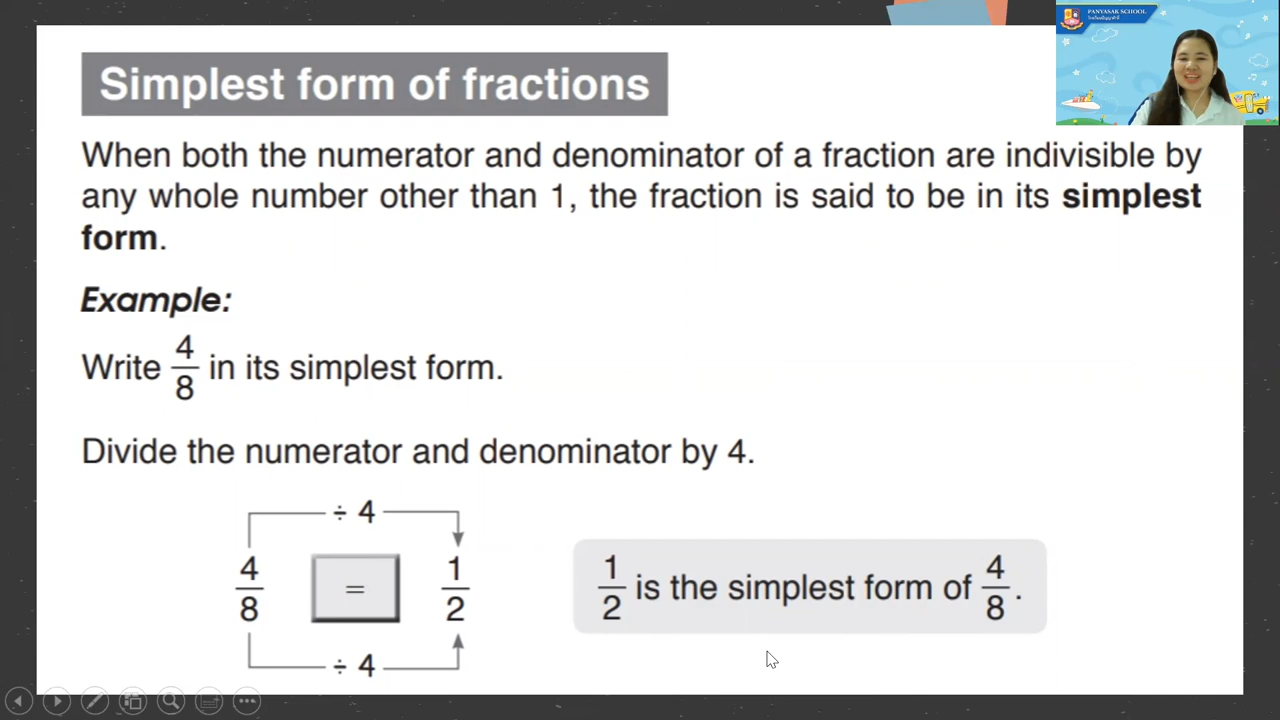 PANYASAK SCHOOL
Simplest form of fractions
When both the numerator and denominator of a fraction are indivisible by
any whole number other than 1, the fraction is said to be in its simplest
form.
Example:
Write 4/8 in its simplest form.
Divide the numerator and denominator by 4.
÷ 4
4/8 = 1/2
÷ 4
1/2 is the simplest form of 4/8.